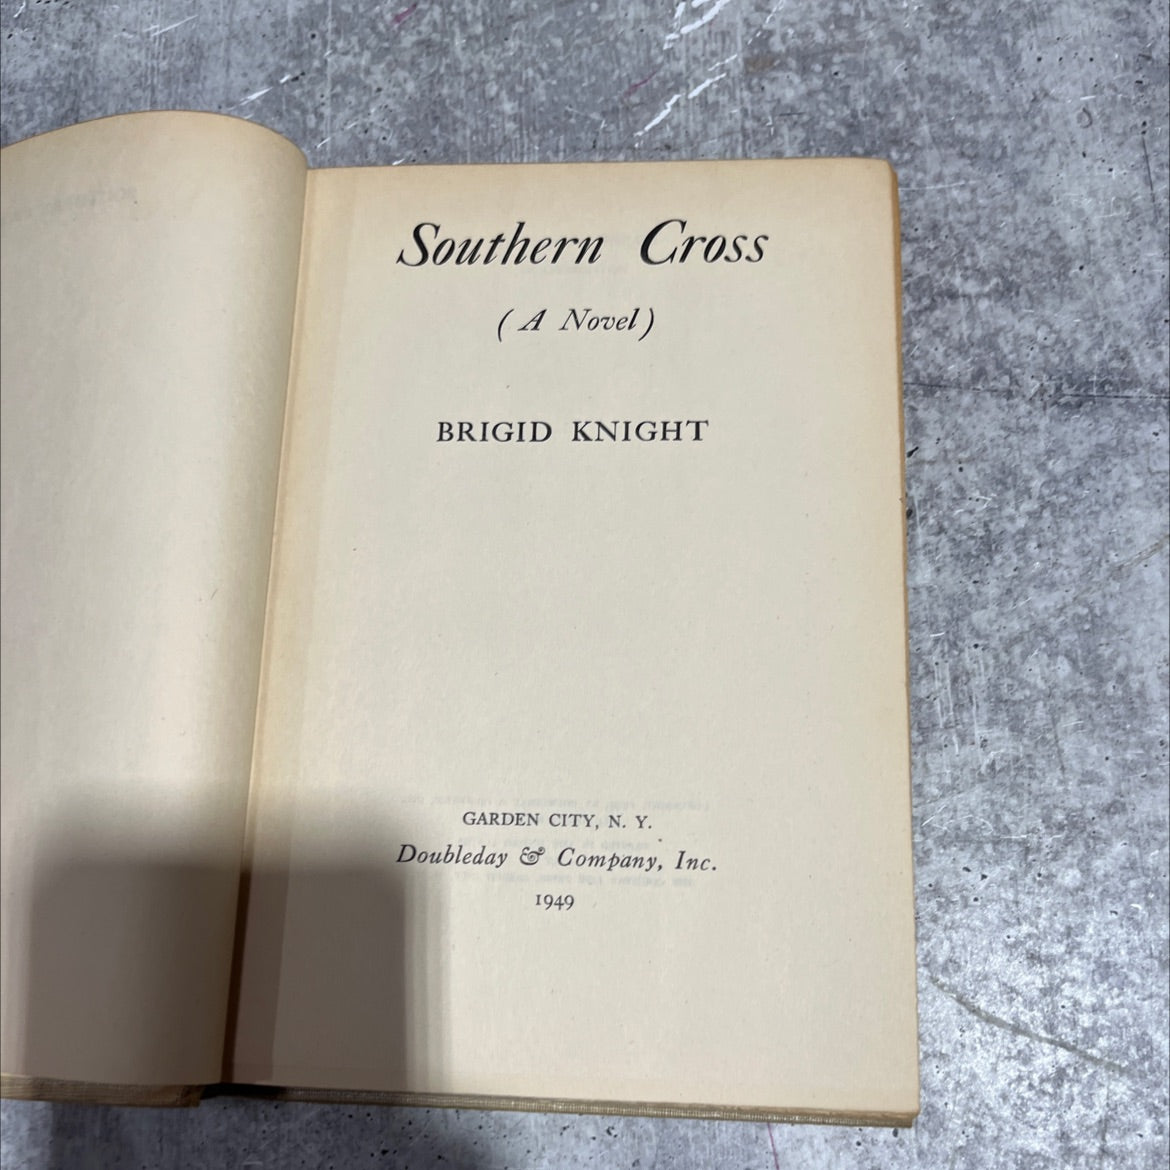 Southern Cross
( A Novel )
BRIGID KNIGHT
GARDEN CITY, N. Y.
Doubleday & Company, Inc.
1949